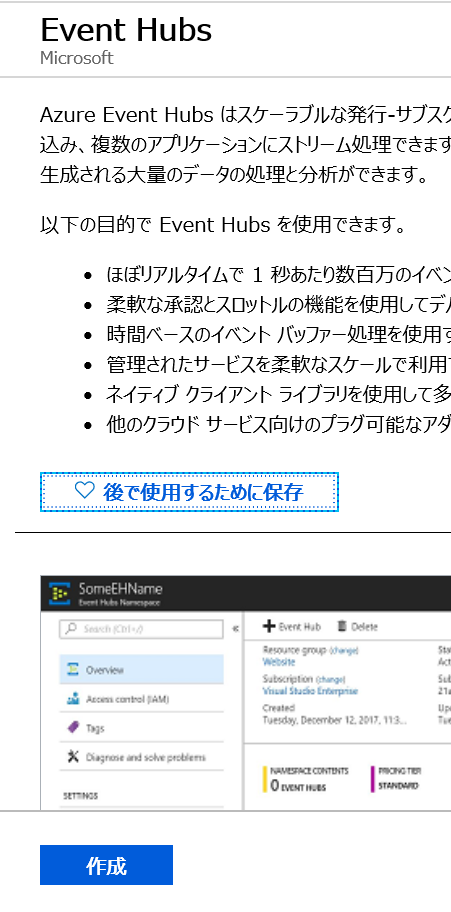 Event Hubs
Microsoft
Azure Event Hubs はスケーラブルな発行-サブスク
込み、複数のアプリケーションにストリーム処理できます
生成される大量のデータの処理と分析ができます。
以下の目的で Event Hubs を使用できます。
• ほぼリアルタイムで 1 秒あたり数百万のイベン
• 柔軟な承認とスロットルの機能を使用してデバ
• 時間ベースのイベント バッファー処理を使用す
• 管理されたサービスを柔軟なスケールで利用
• ネイティブ クライアント ライブラリを使用して多
• 他のクラウド サービス向けのプラグ可能なアダ
♡ 後で使用するために保存
SomeEHName
Event Hubs Namespace
Search (Ctrl+/)
«
+ Event Hub
Delete
Resource group (change)
Website
Subscription (change)
Visual Studio Enterprise
Created
Tuesday, December 12, 2017, 11:3...
Overview
Access control (IAM)
Tags
Diagnose and solve problems
SETTINGS
NAMESPACE CONTENTS
0 EVENT HUBS
PRICING TIER
STANDARD
作成